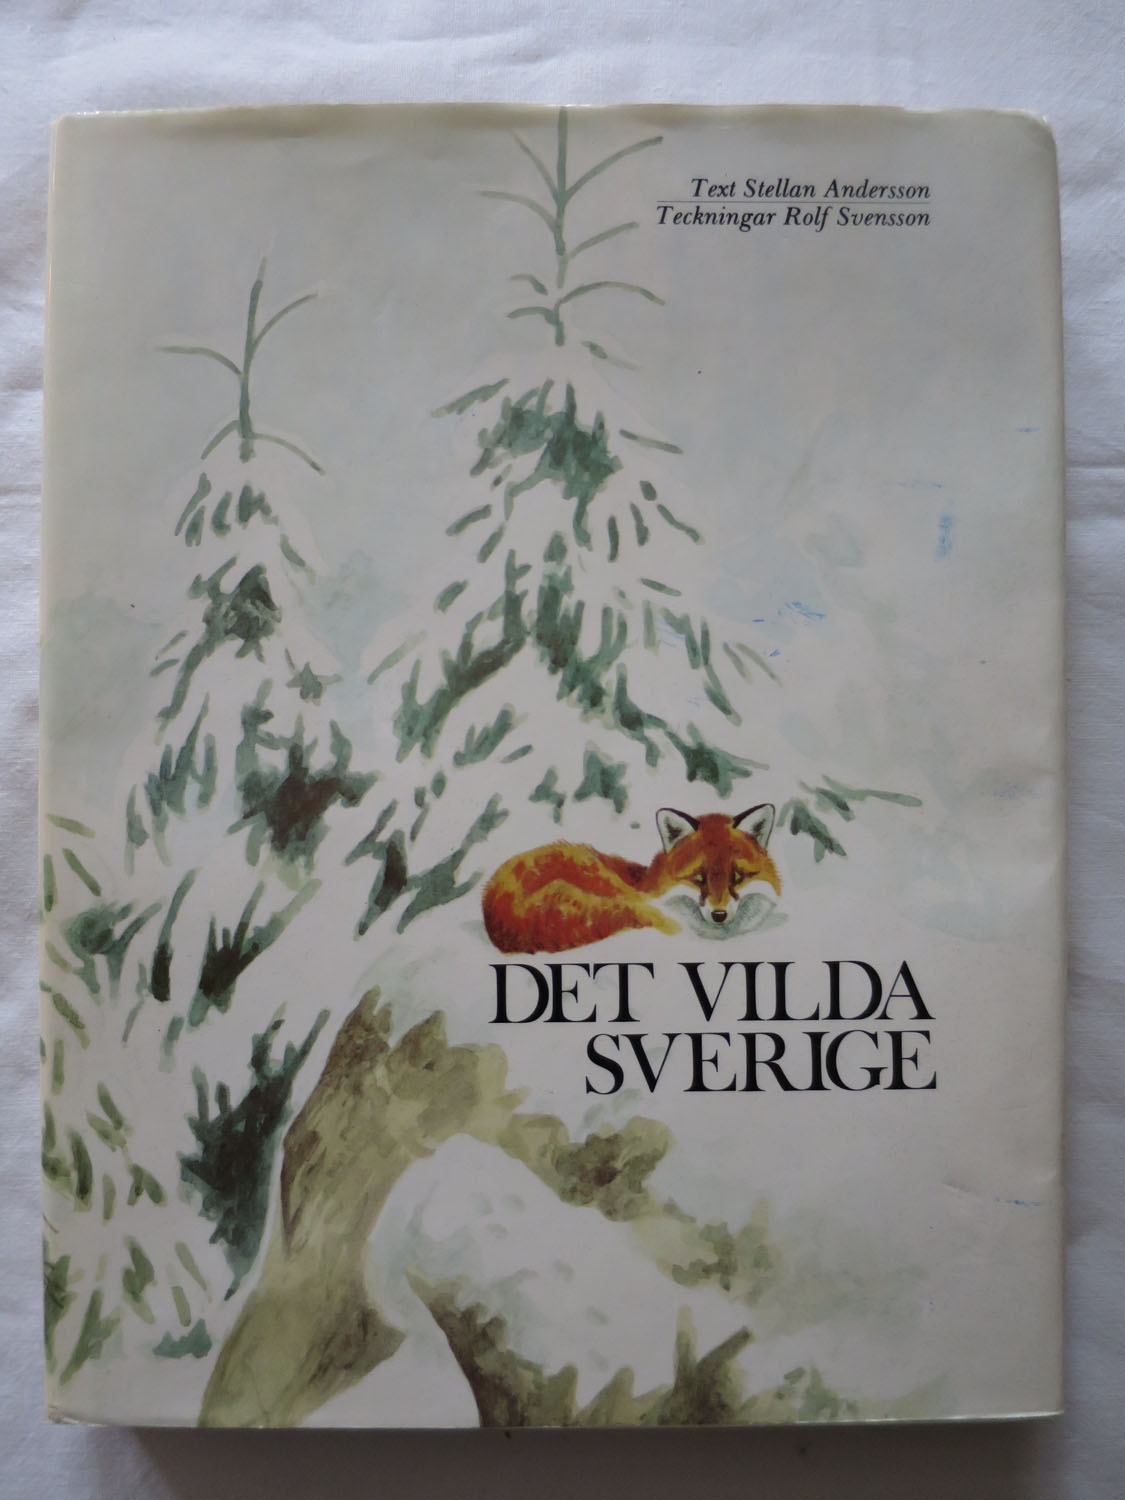 Text Stellan Andersson
Teckningar Rolf Svensson
DET VILDA
SVERIGE